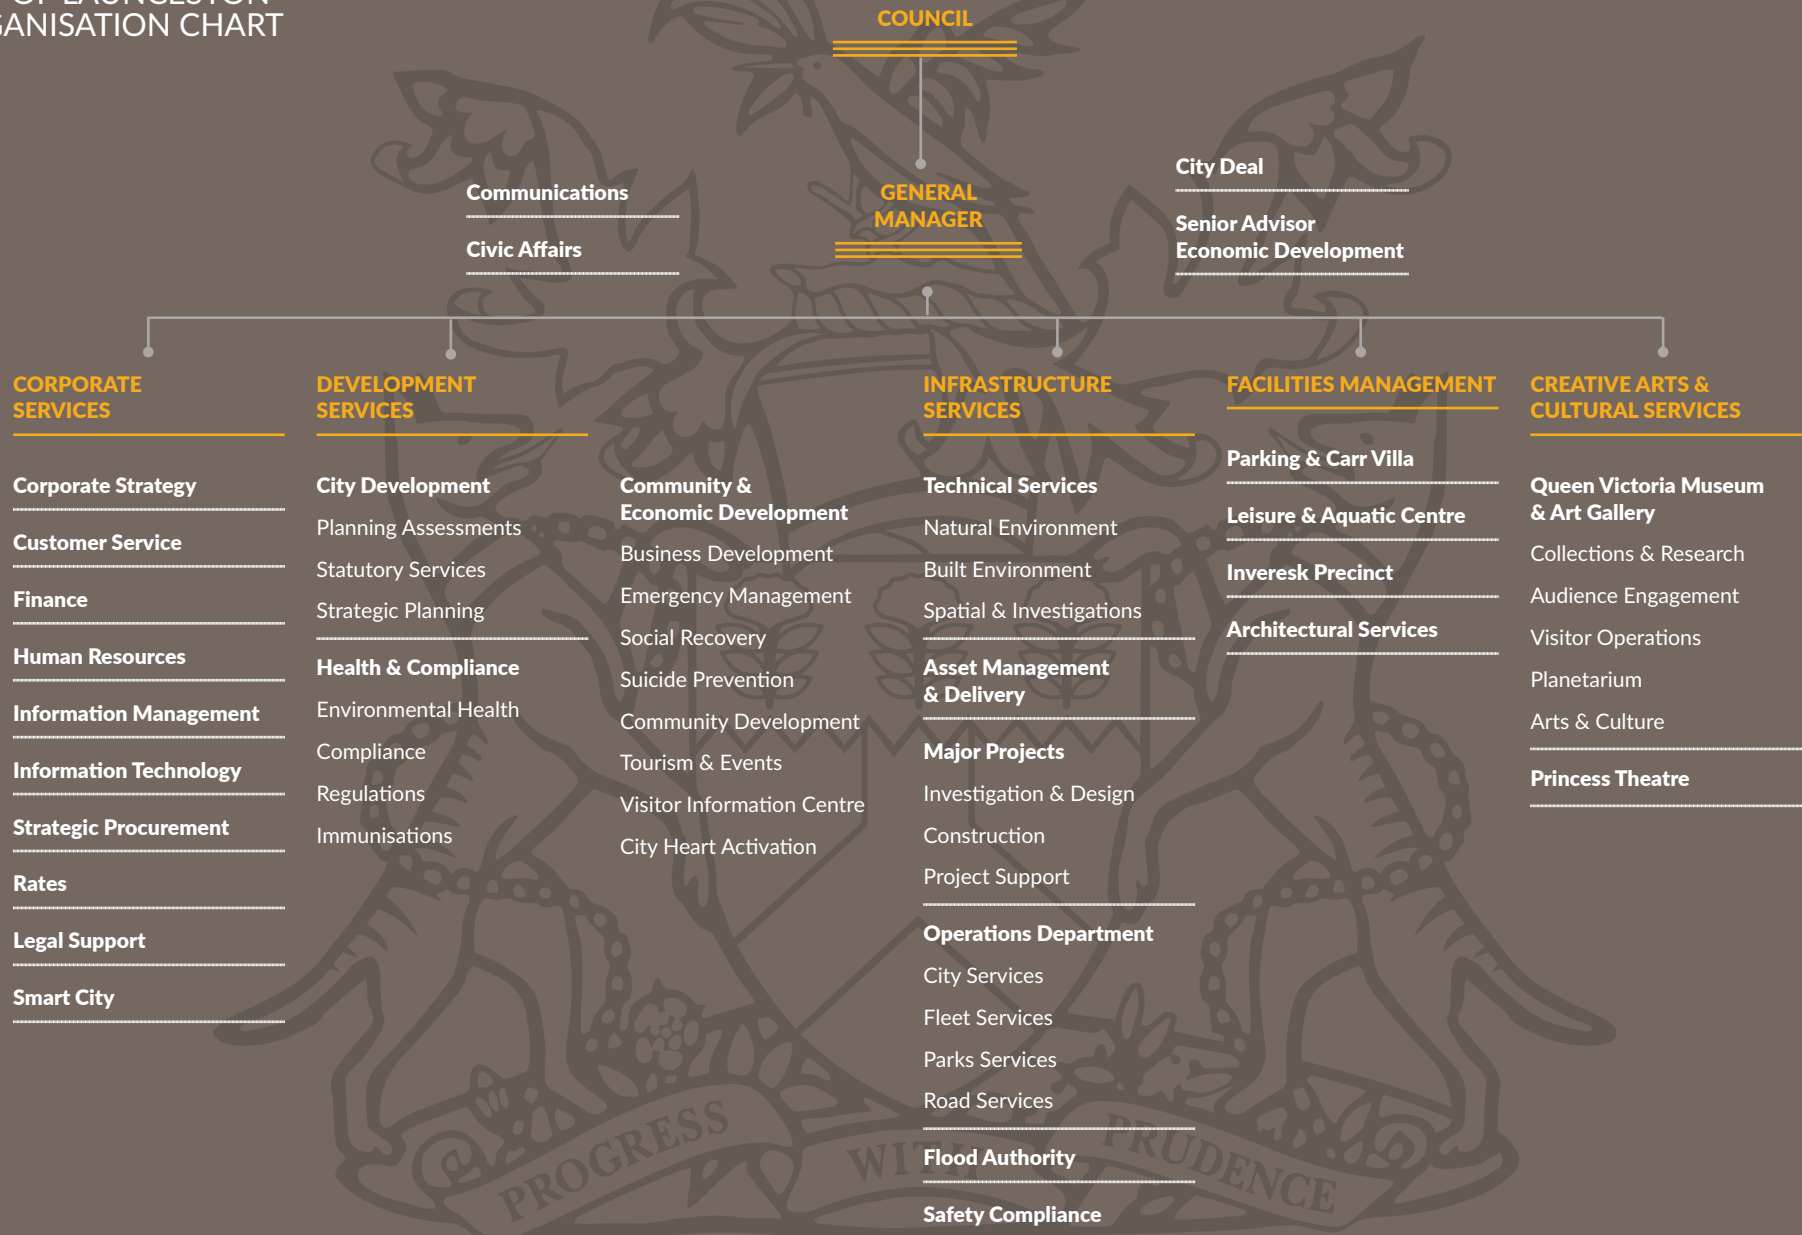 OF LAUNCESTON
GANISATION CHART
COUNCIL
GENERAL
MANAGER
Communications
Civic Affairs
City Deal
Senior Advisor
Economic Development
CORPORATE
SERVICES
Corporate Strategy
Customer Service
Finance
Human Resources
Information Management
Information Technology
Strategic Procurement
Rates
Legal Support
Smart City
DEVELOPMENT
SERVICES
City Development
Planning Assessments
Statutory Services
Strategic Planning
Health & Compliance
Environmental Health
Compliance
Regulations
Immunisations
Community &
Economic Development
Business Development
Emergency Management
Social Recovery
Suicide Prevention
Community Development
Tourism & Events
Visitor Information Centre
City Heart Activation
INFRASTRUCTURE
SERVICES
Technical Services
Natural Environment
Built Environment
Spatial & Investigations
Asset Management
& Delivery
Major Projects
Investigation & Design
Construction
Project Support
Operations Department
City Services
Fleet Services
Parks Services
Road Services
Flood Authority
Safety Compliance
FACILITIES MANAGEMENT
Parking & Carr Villa
Leisure & Aquatic Centre
Inveresk Precinct
Architectural Services
CREATIVE ARTS &
CULTURAL SERVICES
Queen Victoria Museum
& Art Gallery
Collections & Research
Audience Engagement
Visitor Operations
Planetarium
Arts & Culture
Princess Theatre
PROGRESS WITH PRUDENCE